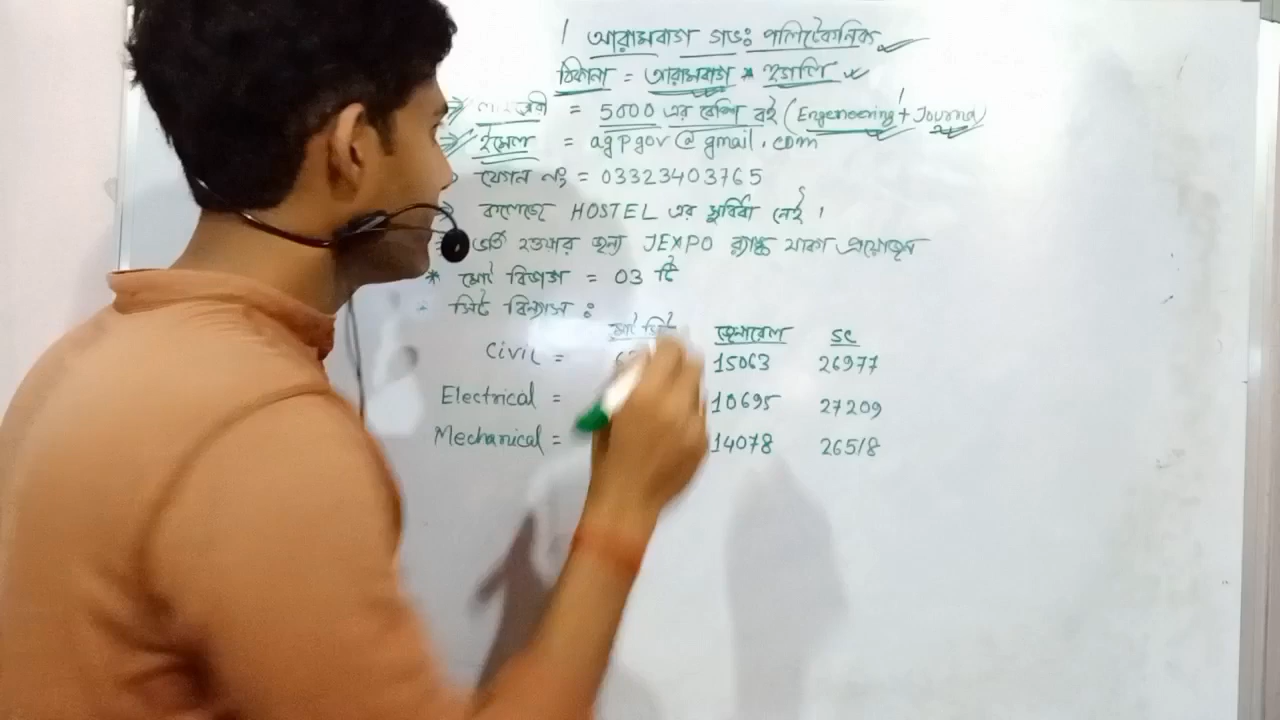 আরামবাগ গভঃ পলিটেকনিক
ঠিকানা = আরামবাগ * হুগলি
= 5000 এর বেশি বই (Engeneering + Journal)
ইমেল = agpgov@gmail.com
ফোন নং = 03323403765
কলেজে HOSTEL এর সুবিধা নেই।
ভর্তি হওয়ার জন্য JEXPO র‍্যাঙ্ক থাকা প্রয়োজন
* মোট বিভাগ = 03 টি
সিট বিন্যাস :
মোট সিট জেনারেল SC
Civil = 15063 26977
Electrical = 10695 27209
Mechanical = 14078 26518